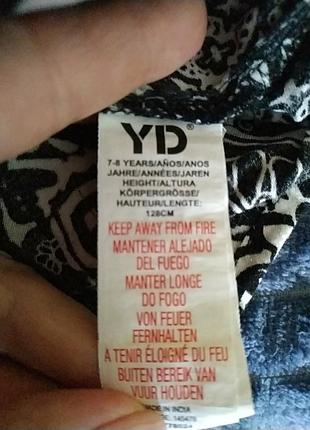 YD®
7-8 YEARS/AÑOS/ANOS
JAHRE/ANNÉES/JAREN
HEIGHT/ALTURA
KÖRPERGRÖSSE/
HAUTEUR/LENGTE:
128CM
KEEP AWAY FROM FIRE
MANTENER ALEJADO
DEL FUEGO
MANTER LONGE
DO FOGO
VON FEUER
FERNHALTEN
A TENIR ÉLOIGNÉ DU FEU
BUITEN BEREIK VAN
VUUR HOUDEN
MADE IN INDIA